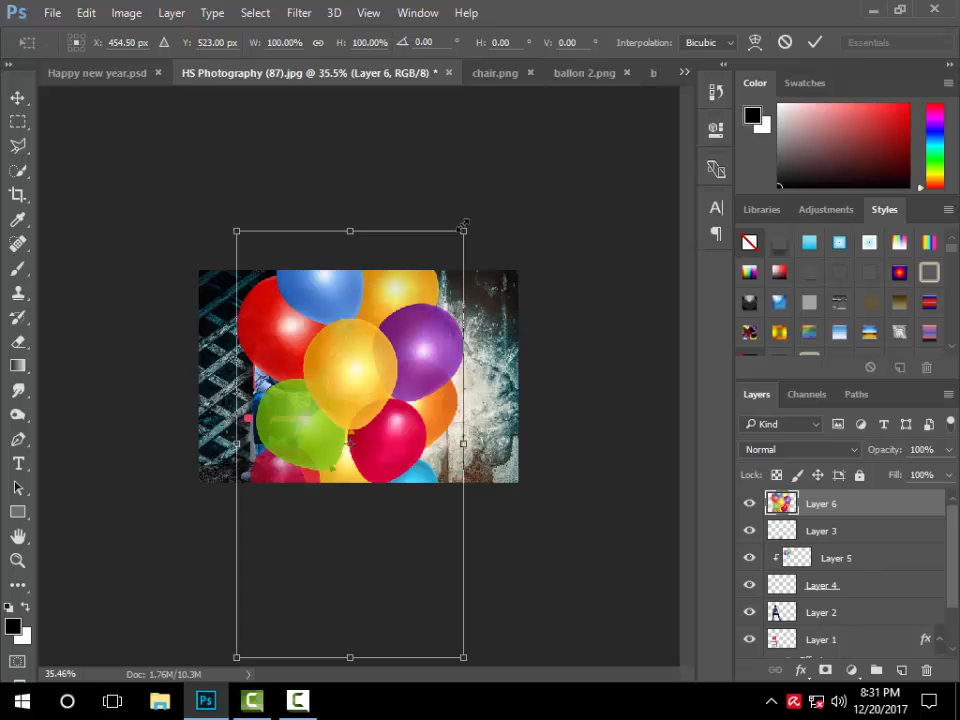 Ps File Edit Image Layer Type Select Filter 3D View Window Help
X: 454.50 px Y: 523.00 px W: 100.00% H: 100.00% 0.00 ° H: 0.00 ° V: 0.00 ° Interpolation: Bicubic Essentials
Happy new year.psd × HS Photography (87).jpg @ 35.5% (Layer 6, RGB/8) * × chair.png × ballon 2.png × b
Color Swatches
Libraries Adjustments Styles
Layers Channels Paths
Kind
Normal Opacity: 100%
Lock: Fill: 100%
Layer 6
Layer 3
Layer 5
Layer 4
Layer 2
Layer 1 fx
35.46% Doc: 1.76M/10.3M
fx
Ps
8:31 PM
12/20/2017